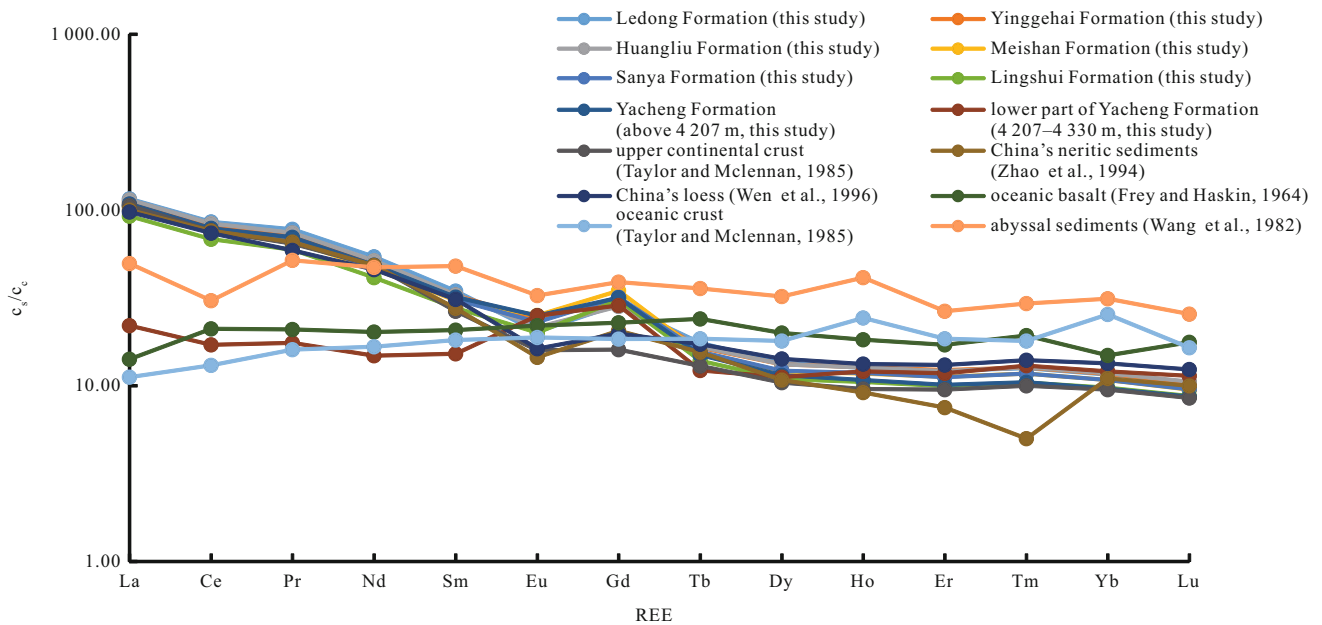 1 000.00
100.00
10.00
1.00
c_s/c_c
Ledong Formation (this study)
Yinggehai Formation (this study)
Huangliu Formation (this study)
Meishan Formation (this study)
Sanya Formation (this study)
Lingshui Formation (this study)
Yacheng Formation
(above 4 207 m, this study)
lower part of Yacheng Formation
(4 207–4 330 m, this study)
upper continental crust
(Taylor and Mclennan, 1985)
China's neritic sediments
(Zhao et al., 1994)
China's loess (Wen et al., 1996)
oceanic basalt (Frey and Haskin, 1964)
oceanic crust
(Taylor and Mclennan, 1985)
abyssal sediments (Wang et al., 1982)
La Ce Pr Nd Sm Eu Gd Tb Dy Ho Er Tm Yb Lu
REE